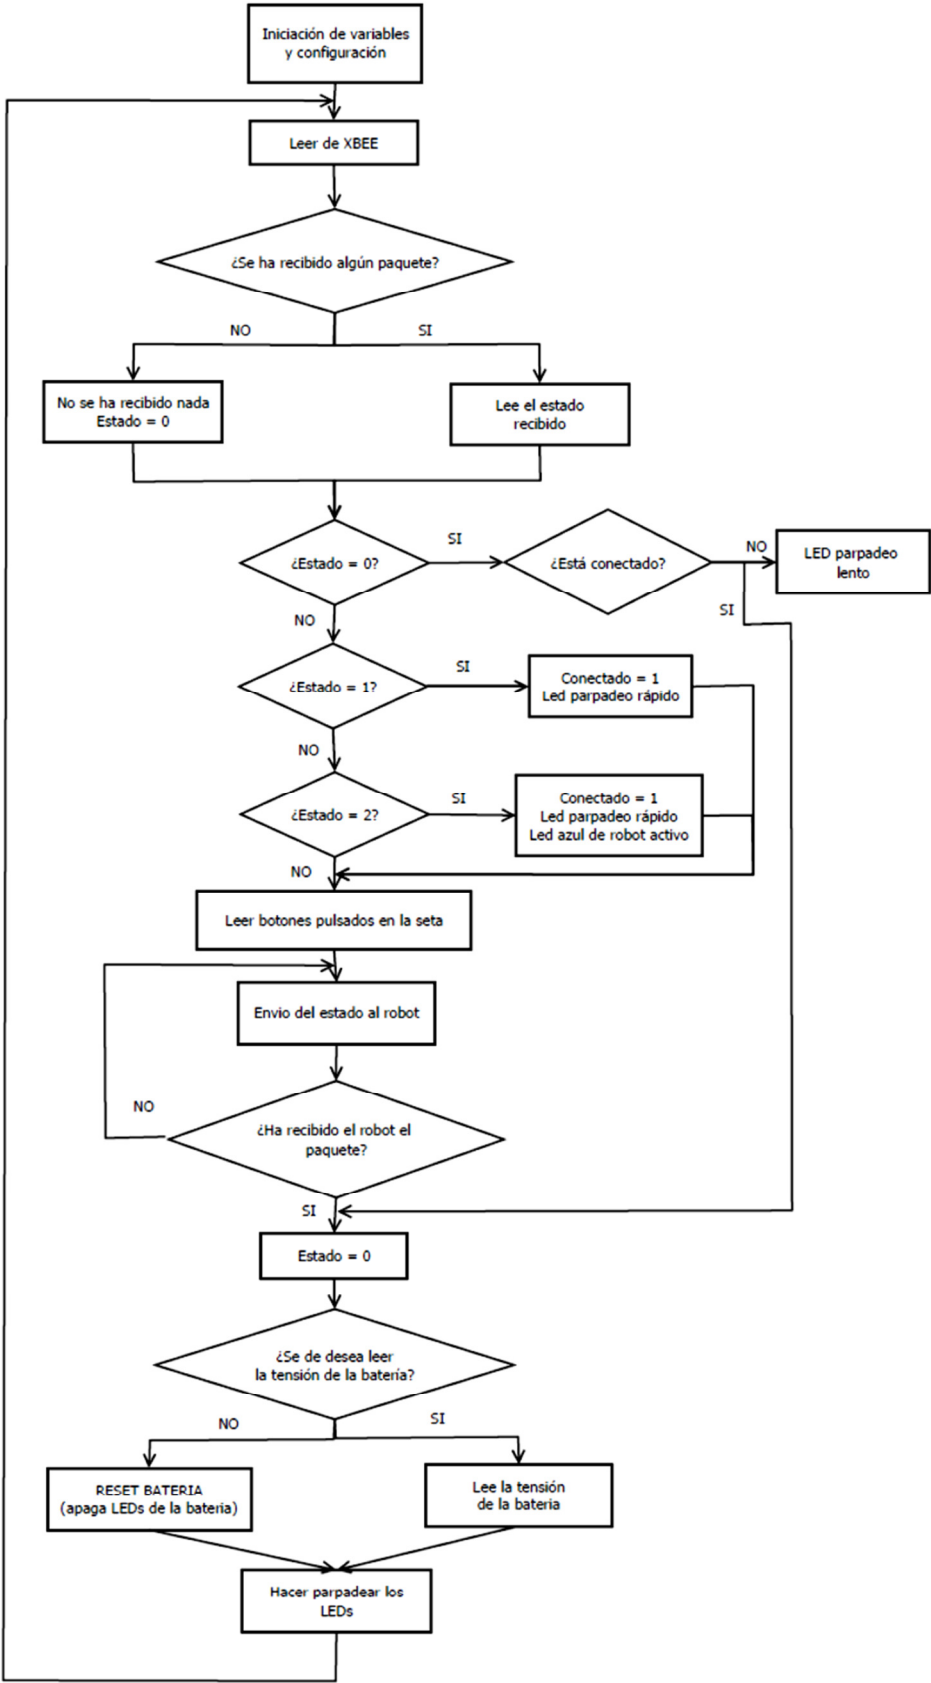 Iniciación de variables
y configuración
Leer de XBEE
¿Se ha recibido algún paquete?
NO
SI
No se ha recibido nada
Estado = 0
Lee el estado
recibido
¿Estado = 0?
SI
¿Está conectado?
NO
LED parpadeo
lento
SI
NO
¿Estado = 1?
SI
Conectado = 1
Led parpadeo rápido
NO
¿Estado = 2?
SI
Conectado = 1
Led parpadeo rápido
Led azul de robot activo
NO
Leer botones pulsados en la seta
Envio del estado al robot
NO
¿Ha recibido el robot el
paquete?
SI
Estado = 0
¿Se de desea leer
la tensión de la batería?
NO
SI
RESET BATERIA
(apaga LEDs de la bateria)
Lee la tensión
de la bateria
Hacer parpadear los
LEDs